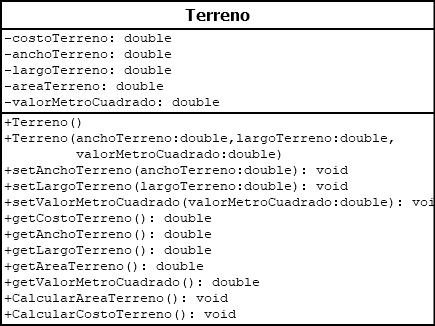 Terreno
-costoTerreno: double
-anchoTerreno: double
-largoTerreno: double
-areaTerreno: double
-valorMetroCuadrado: double
+Terreno()
+Terreno(anchoTerreno:double,largoTerreno:double,
valorMetroCuadrado:double)
+setAnchoTerreno(anchoTerreno:double): void
+setLargoTerreno(largoTerreno:double): void
+setValorMetroCuadrado(valorMetroCuadrado:double): voi
+getCostoTerreno(): double
+getAnchoTerreno(): double
+getLargoTerreno(): double
+getAreaTerreno(): double
+getValorMetroCuadrado(): double
+CalcularAreaTerreno(): void
+CalcularCostoTerreno(): void